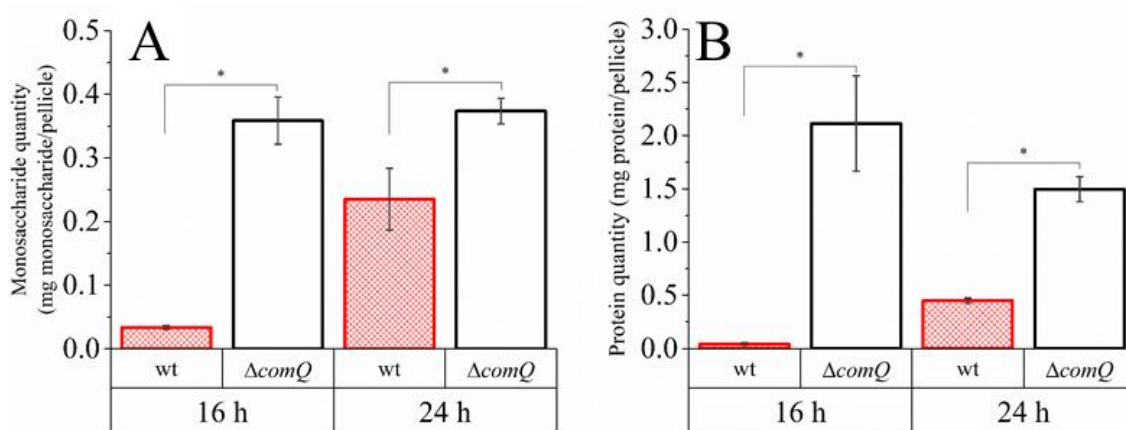 A
Monosaccharide quantity
(mg monosaccharide/pellicle)
0.5
0.4
0.3
0.2
0.1
0.0
*
*
wt
ΔcomQ
wt
ΔcomQ
16 h
24 h
B
Protein quantity (mg protein/pellicle)
3.0
2.5
2.0
1.5
1.0
0.5
0.0
*
*
wt
ΔcomQ
wt
ΔcomQ
16 h
24 h